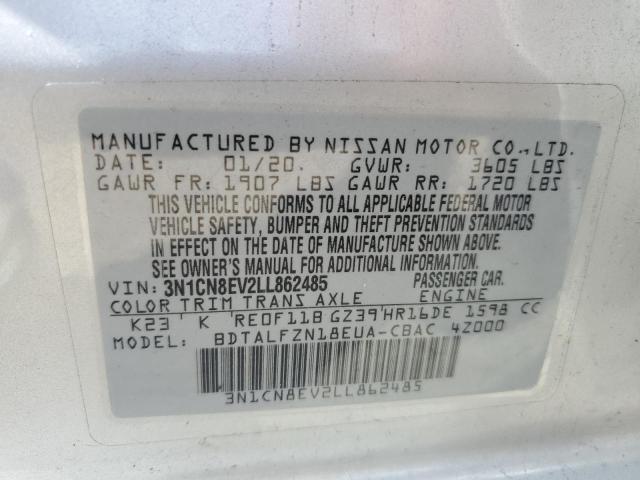 MANUFACTURED BY NISSAN MOTOR CO., LTD.
DATE: 01/20. GVWR: 3605 LBS
GAWR FR: 1907 LBS GAWR RR: 1720 LBS
THIS VEHICLE CONFORMS TO ALL APPLICABLE FEDERAL MOTOR
VEHICLE SAFETY, BUMPER AND THEFT PREVENTION STANDARDS
IN EFFECT ON THE DATE OF MANUFACTURE SHOWN ABOVE.
SEE OWNER'S MANUAL FOR ADDITIONAL INFORMATION.
VIN: 3N1CN8EV2LL862485 PASSENGER CAR.
COLOR TRIM TRANS AXLE ENGINE
K23 K RE0F11B GZ39 HR16DE 1598 CC
MODEL: BDTALFZN18EUA-CBAC 4Z000
3N1CN8EV2LL862485